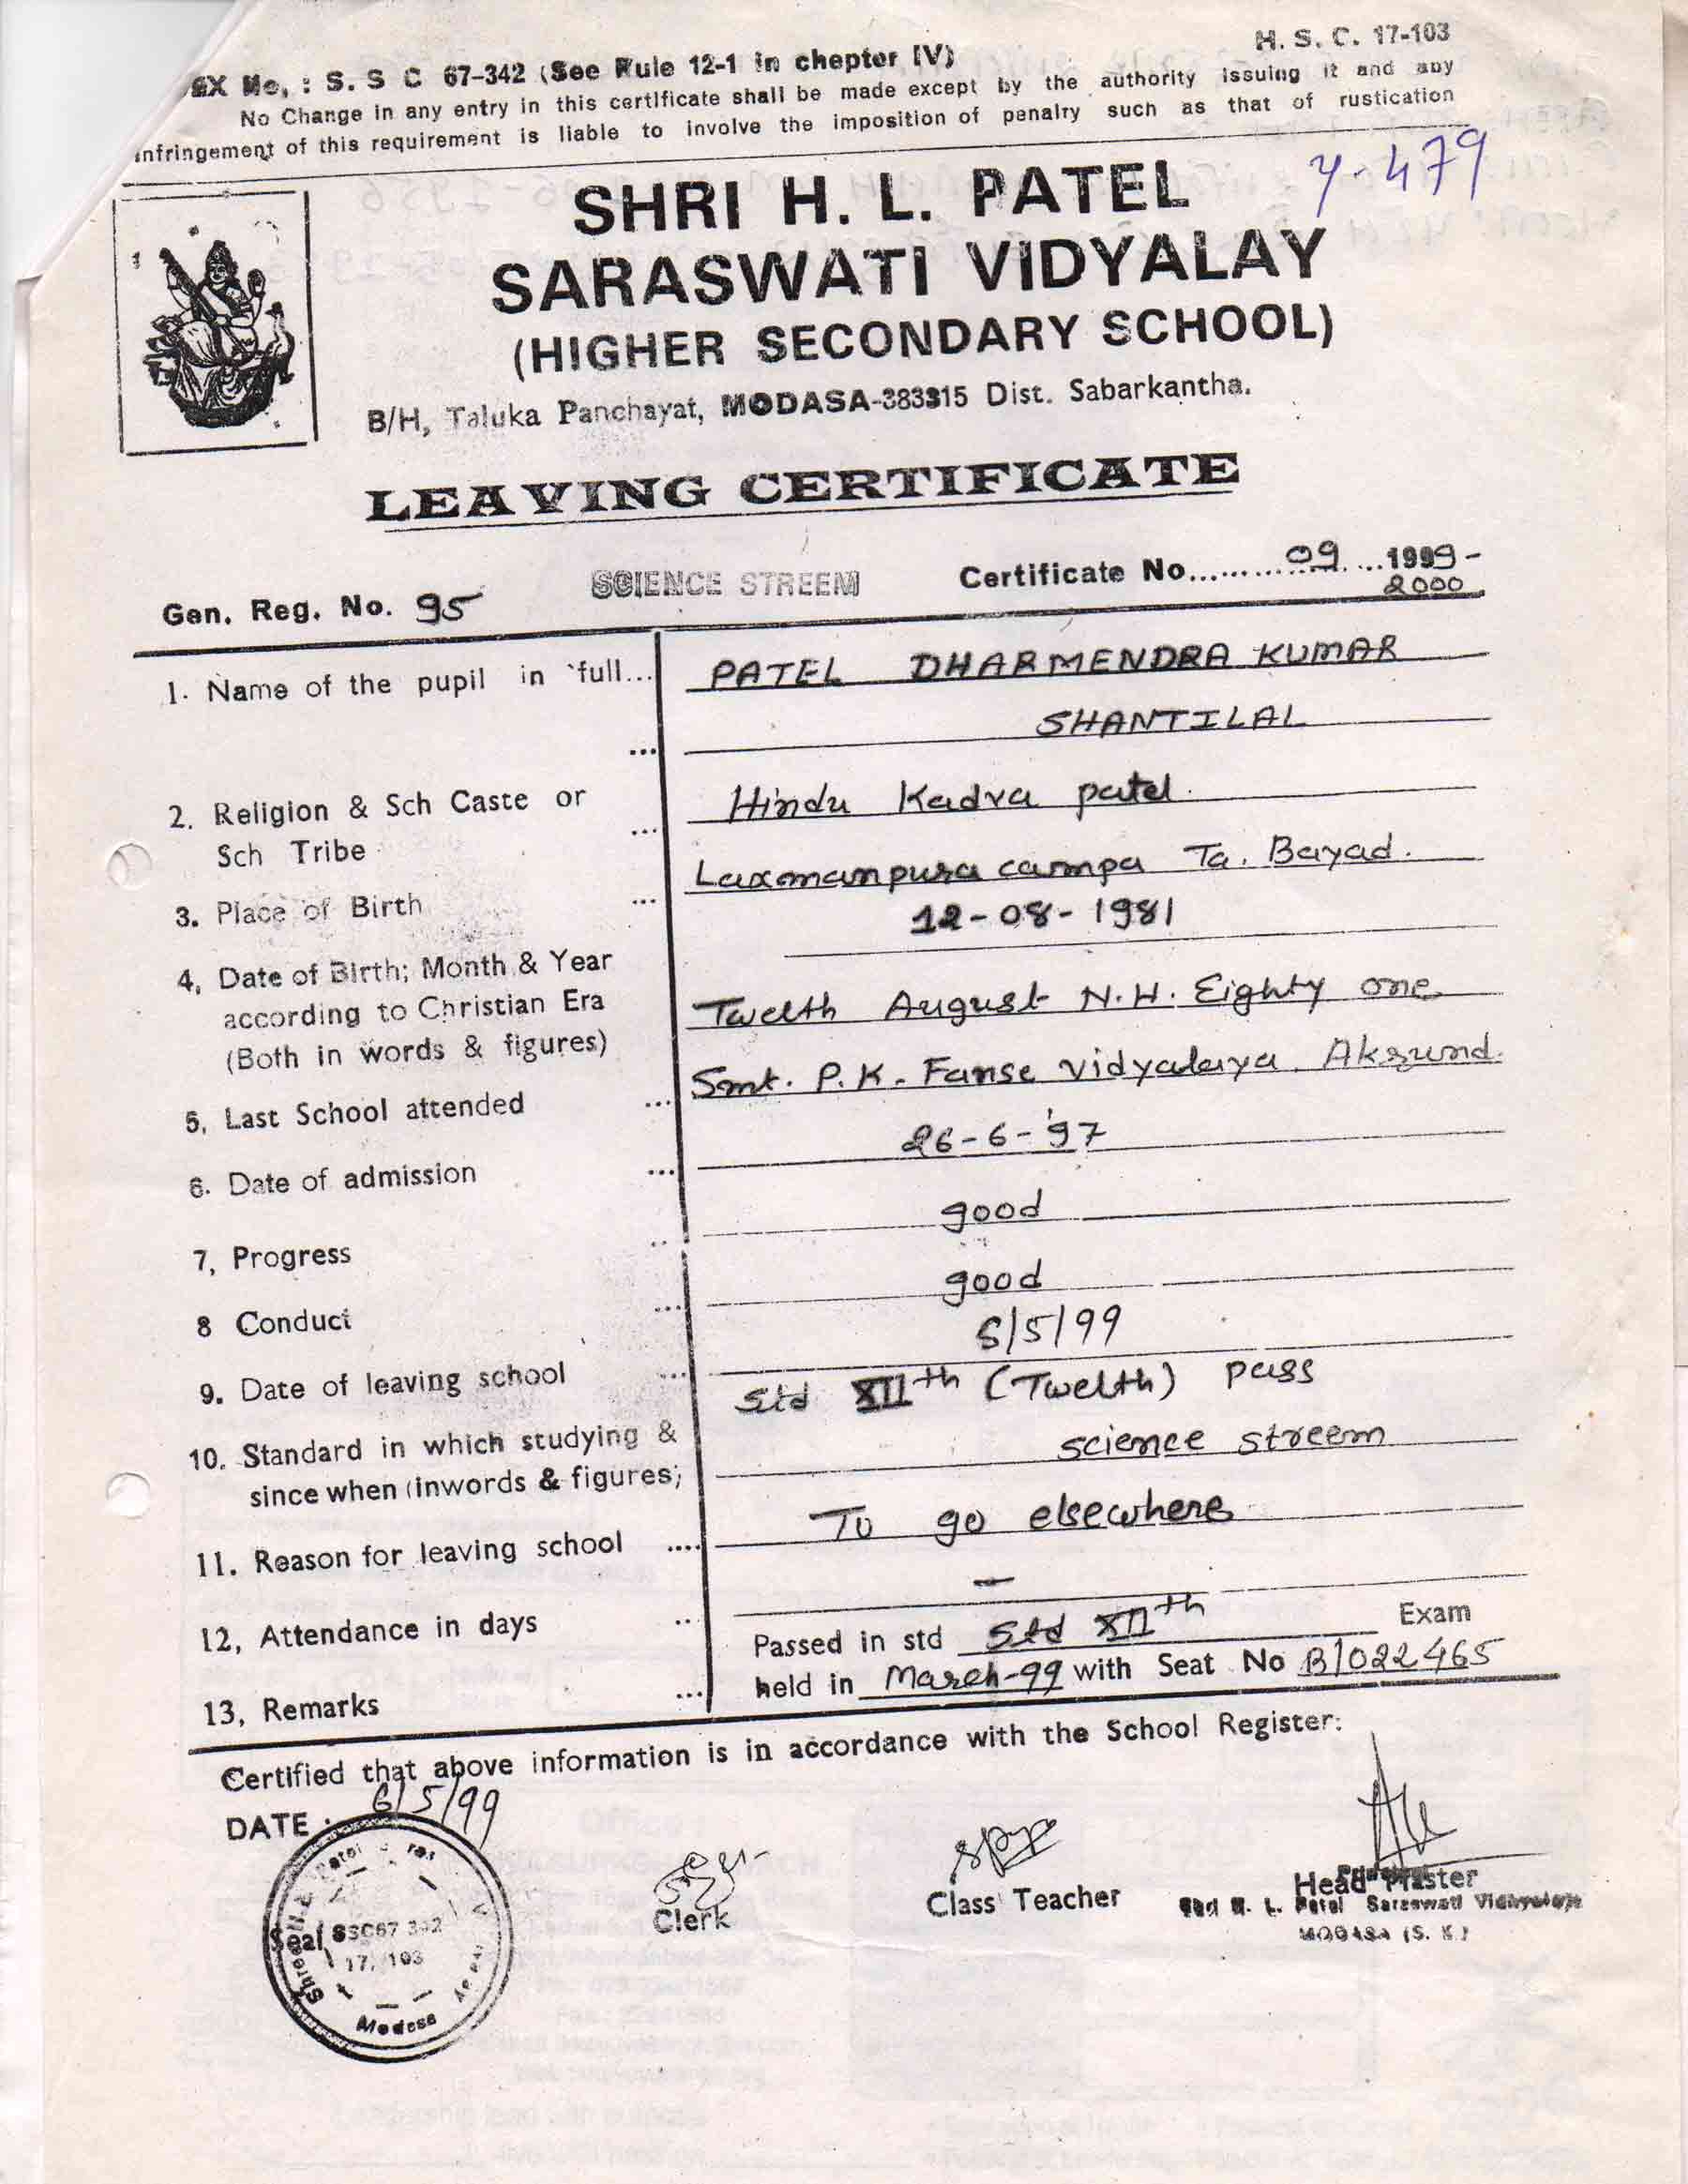 EX No, : S. S C 67-342 (See Rule 12-1 in chepter IV) H. S. C. 17-103
No Change in any entry in this certificate shall be made except by the authority issuing it and any
infringement of this requirement is liable to involve the imposition of penalry such as that of rustication
SHRI H. L. PATEL
SARASWATI VIDYALAY
(HIGHER SECONDARY SCHOOL)
B/H, Taluka Panchayat, MODASA-383315 Dist. Sabarkantha.
LEAVING CERTIFICATE
SCIENCE STREEM Certificate No. 09 1999-
Gen. Reg. No. 95 2000
1. Name of the pupil in full... PATEL DHARMENDRA KUMAR
... SHANTILAL
2. Religion & Sch Caste or ... Hindu Kadva patel.
Sch Tribe
3. Place of Birth ... Laxmanpura campa Ta. Bayad.
12-08-1981
4, Date of Birth; Month & Year
according to Christian Era Twelth August N.H. Eighty one
(Both in words & figures)
5, Last School attended ... Smt. P.K. Fanse vidyalaya. Akrund.
6. Date of admission ... 26-6-'97
7, Progress .. good
8 Conduct ... good
9. Date of leaving school ... 6/5/99
10. Standard in which studying & Std XIIth (Twelth) pass
since when (inwords & figures; science streem
11. Reason for leaving school .... To go elsewhere
12, Attendance in days .. —
Passed in std Std XIIth Exam
13, Remarks ... held in March-99 with Seat No B1022465
Certified that above information is in accordance with the School Register:
DATE : 6/5/99
Seal SSC67 342
17, 103
Modasa
Clerk
Class Teacher
Head Master
Principal
Shri H. L. Patel Saraswati Vidhyalaya
MODASA (S. K.)